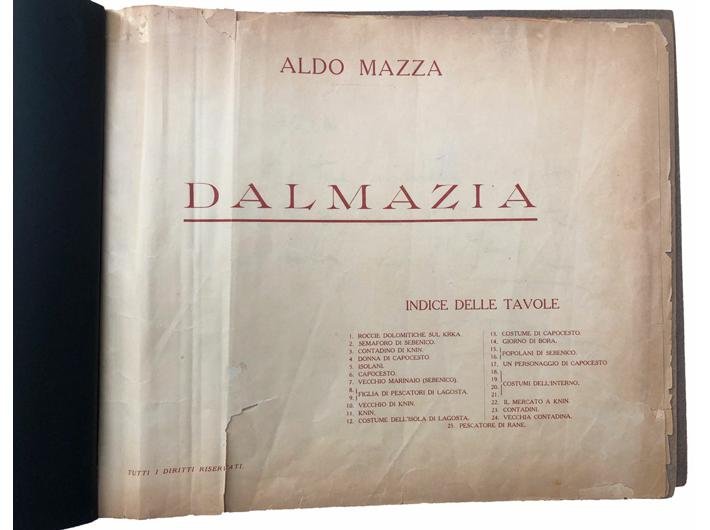 ALDO MAZZA
DALMAZIA
INDICE DELLE TAVOLE
1. ROCCIE DOLOMITICHE SUL KRKA.
2. SEMAFORO DI SEBENICO.
3. CONTADINO DI KNIN.
4. DONNA DI CAPOCESTO
5. ISOLANI.
6. CAPOCESTO.
7. VECCHIO MARINAIO (SEBENICO).
8.
9. FIGLIA DI PESCATORI DI LAGOSTA.
10. VECCHIO DI KNIN.
11. KNIN.
12. COSTUME DELL'ISOLA DI LAGOSTA.
13. COSTUME DI CAPOCESTO.
14. GIORNO DI BORA.
15.
16. POPOLANI DI SEBENICO.
17. UN PERSONAGGIO DI CAPOCESTO
18.
19.
20. COSTUMI DELL'INTERNO.
21.
22. IL MERCATO A KNIN
23. CONTADINI.
24. VECCHIA CONTADINA.
25. PESCATORE DI RANE.
TUTTI I DIRITTI RISERVATI.